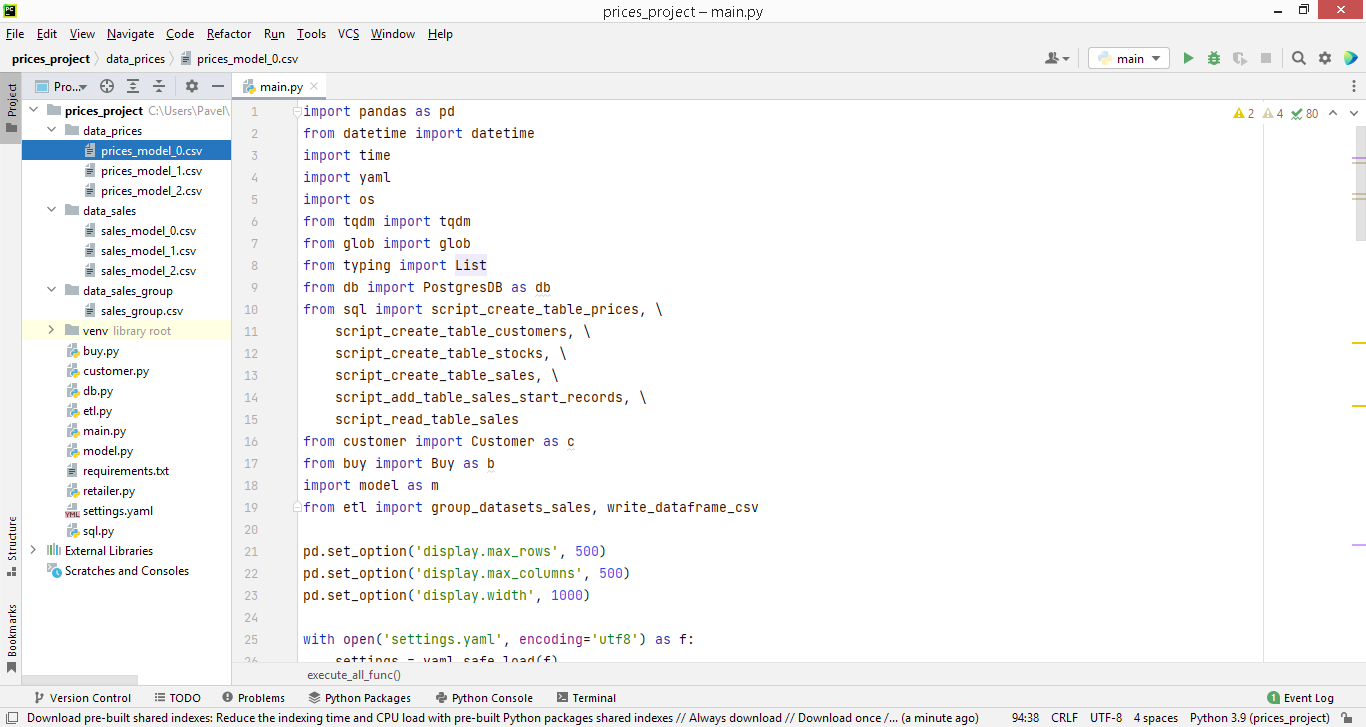 PC
prices_project – main.py
File Edit View Navigate Code Refactor Run Tools VCS Window Help
prices_project data_prices prices_model_0.csv
main
Project
Pro...
main.py
2 4 80
prices_project C:\Users\Pavel\
data_prices
prices_model_0.csv
prices_model_1.csv
prices_model_2.csv
data_sales
sales_model_0.csv
sales_model_1.csv
sales_model_2.csv
data_sales_group
sales_group.csv
venv library root
buy.py
customer.py
db.py
etl.py
main.py
model.py
requirements.txt
retailer.py
YML
settings.yaml
sql.py
External Libraries
Scratches and Consoles
Structure
Bookmarks
1 import pandas as pd
2 from datetime import datetime
3 import time
4 import yaml
5 import os
6 from tqdm import tqdm
7 from glob import glob
8 from typing import List
9 from db import PostgresDB as db
10 from sql import script_create_table_prices, \
11 script_create_table_customers, \
12 script_create_table_stocks, \
13 script_create_table_sales, \
14 script_add_table_sales_start_records, \
15 script_read_table_sales
16 from customer import Customer as c
17 from buy import Buy as b
18 import model as m
19 from etl import group_datasets_sales, write_dataframe_csv
20
21 pd.set_option('display.max_rows', 500)
22 pd.set_option('display.max_columns', 500)
23 pd.set_option('display.width', 1000)
24
25 with open('settings.yaml', encoding='utf8') as f:
26 settings = yaml.safe_load(f)
execute_all_func()
Version Control TODO Problems Python Packages Python Console Terminal 1 Event Log
Download pre-built shared indexes: Reduce the indexing time and CPU load with pre-built Python packages shared indexes // Always download // Download once /... (a minute ago) 94:38 CRLF UTF-8 4 spaces Python 3.9 (prices_project)